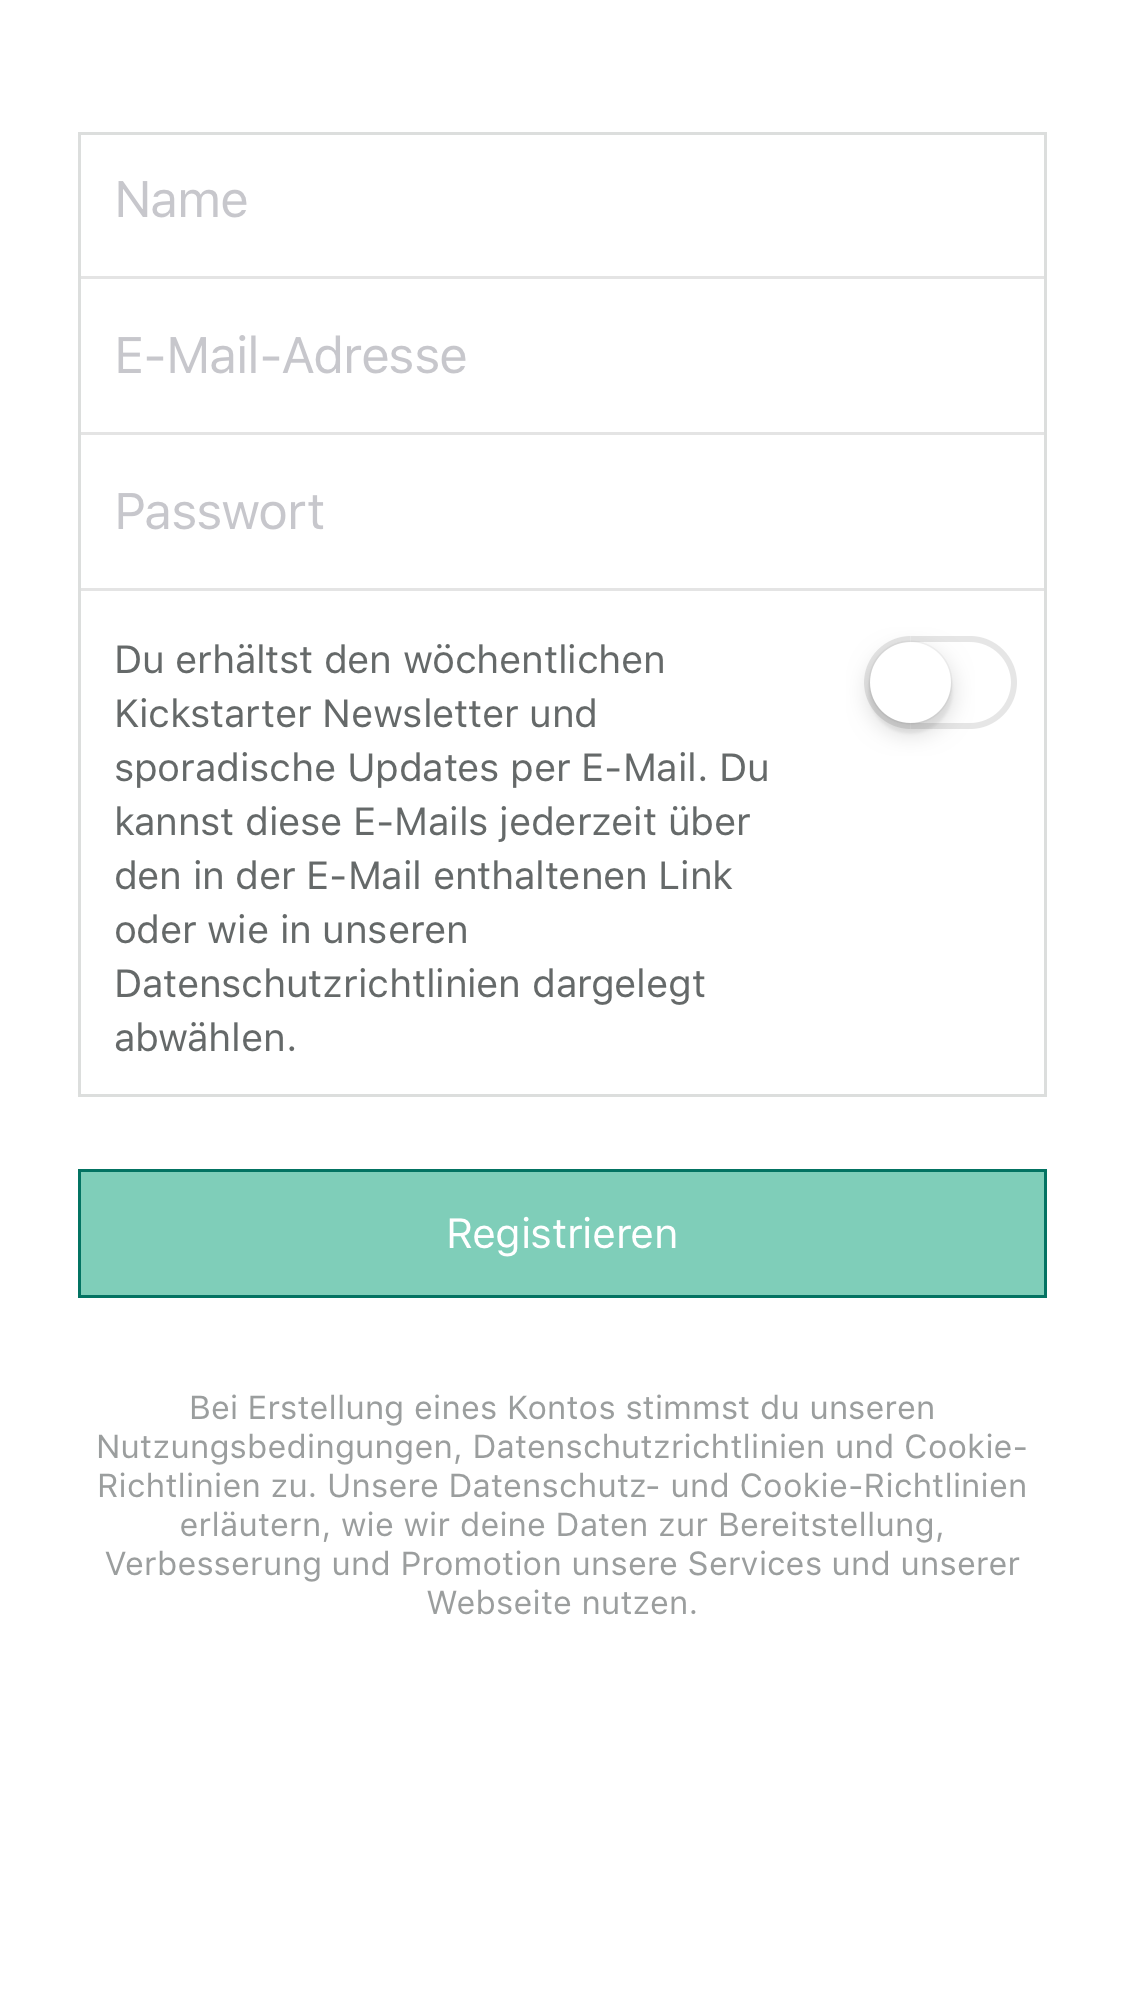 Name
E-Mail-Adresse
Passwort
Du erhältst den wöchentlichen
Kickstarter Newsletter und
sporadische Updates per E-Mail. Du
kannst diese E-Mails jederzeit über
den in der E-Mail enthaltenen Link
oder wie in unseren
Datenschutzrichtlinien dargelegt
abwählen.
Registrieren
Bei Erstellung eines Kontos stimmst du unseren
Nutzungsbedingungen, Datenschutzrichtlinien und Cookie-
Richtlinien zu. Unsere Datenschutz- und Cookie-Richtlinien
erläutern, wie wir deine Daten zur Bereitstellung,
Verbesserung und Promotion unsere Services und unserer
Webseite nutzen.